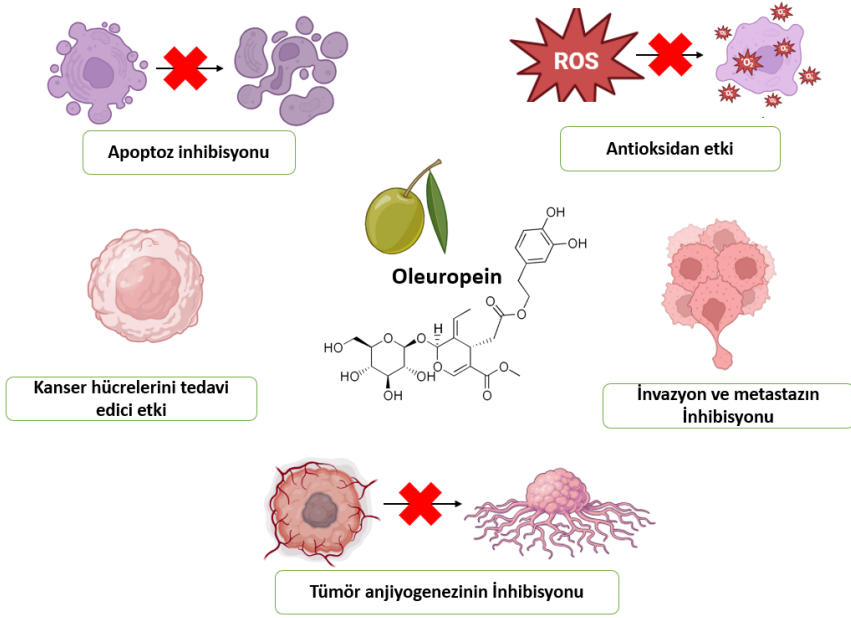 ROS
Apoptoz inhibisyonu
Antioksidan etki
Oleuropein
OH
OH
O
O
H
O
HO
O
O
O
HO
OH
O
OH
O
Kanser hücrelerini tedavi
edici etki
İnvazyon ve metastazın
İnhibisyonu
Tümör anjiyogenezinin İnhibisyonu